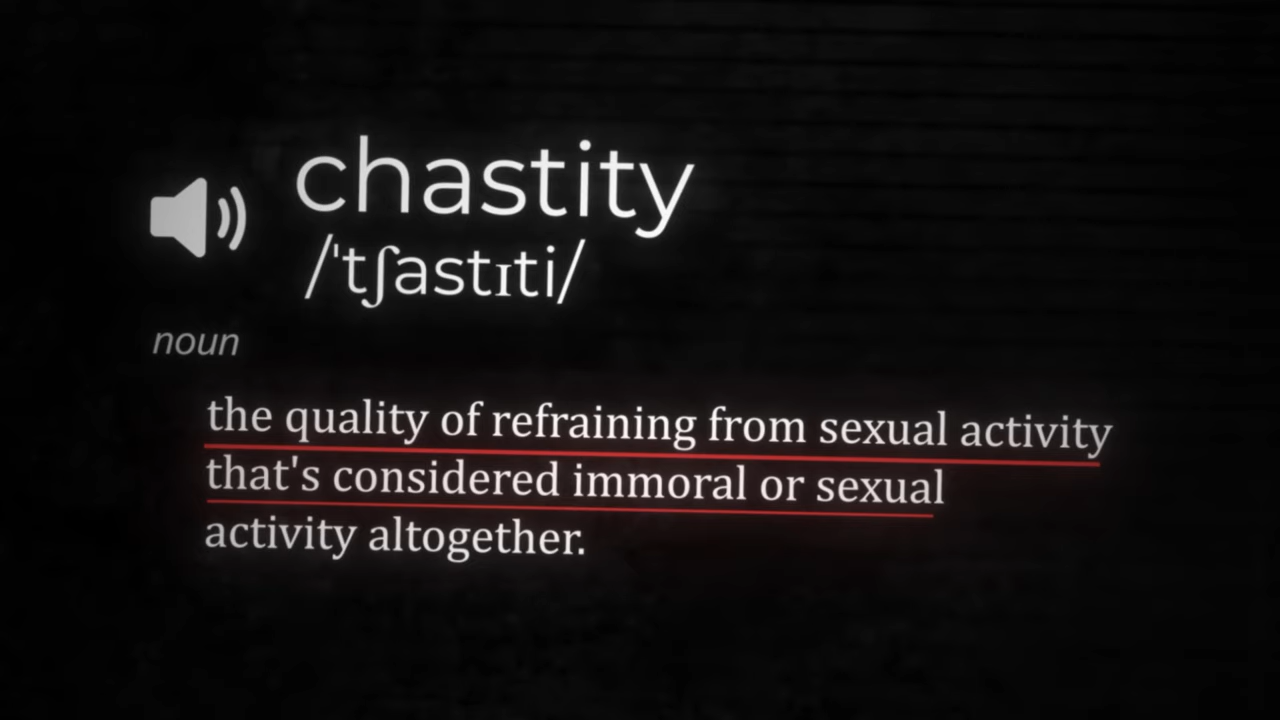 chastity
/ˈtʃastɪti/
noun
the quality of refraining from sexual activity
that's considered immoral or sexual
activity altogether.